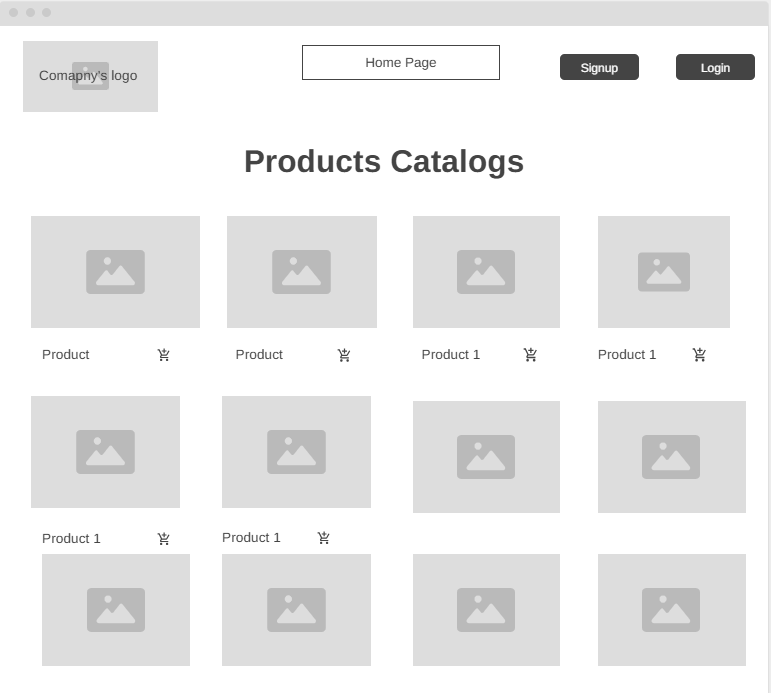 Comapny's logo
Home Page
Signup
Login
Products Catalogs
Product
Product
Product 1
Product 1
Product 1
Product 1